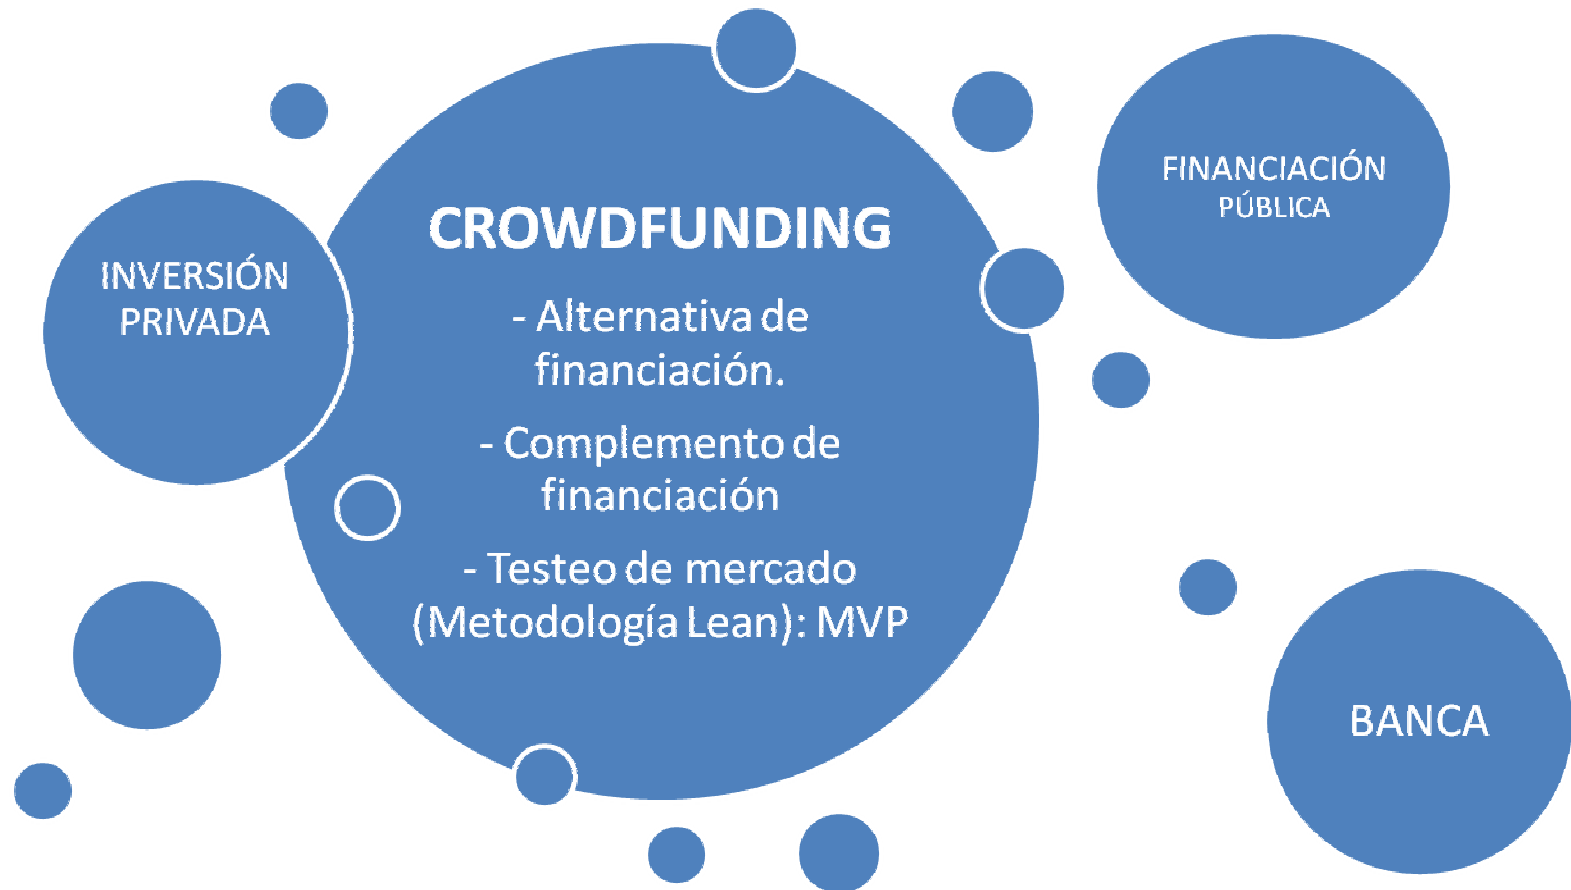 CROWDFUNDING
- Alternativa de
financiación.
- Complemento de
financiación
- Testeo de mercado
(Metodología Lean): MVP
INVERSIÓN
PRIVADA
FINANCIACIÓN
PÚBLICA
BANCA